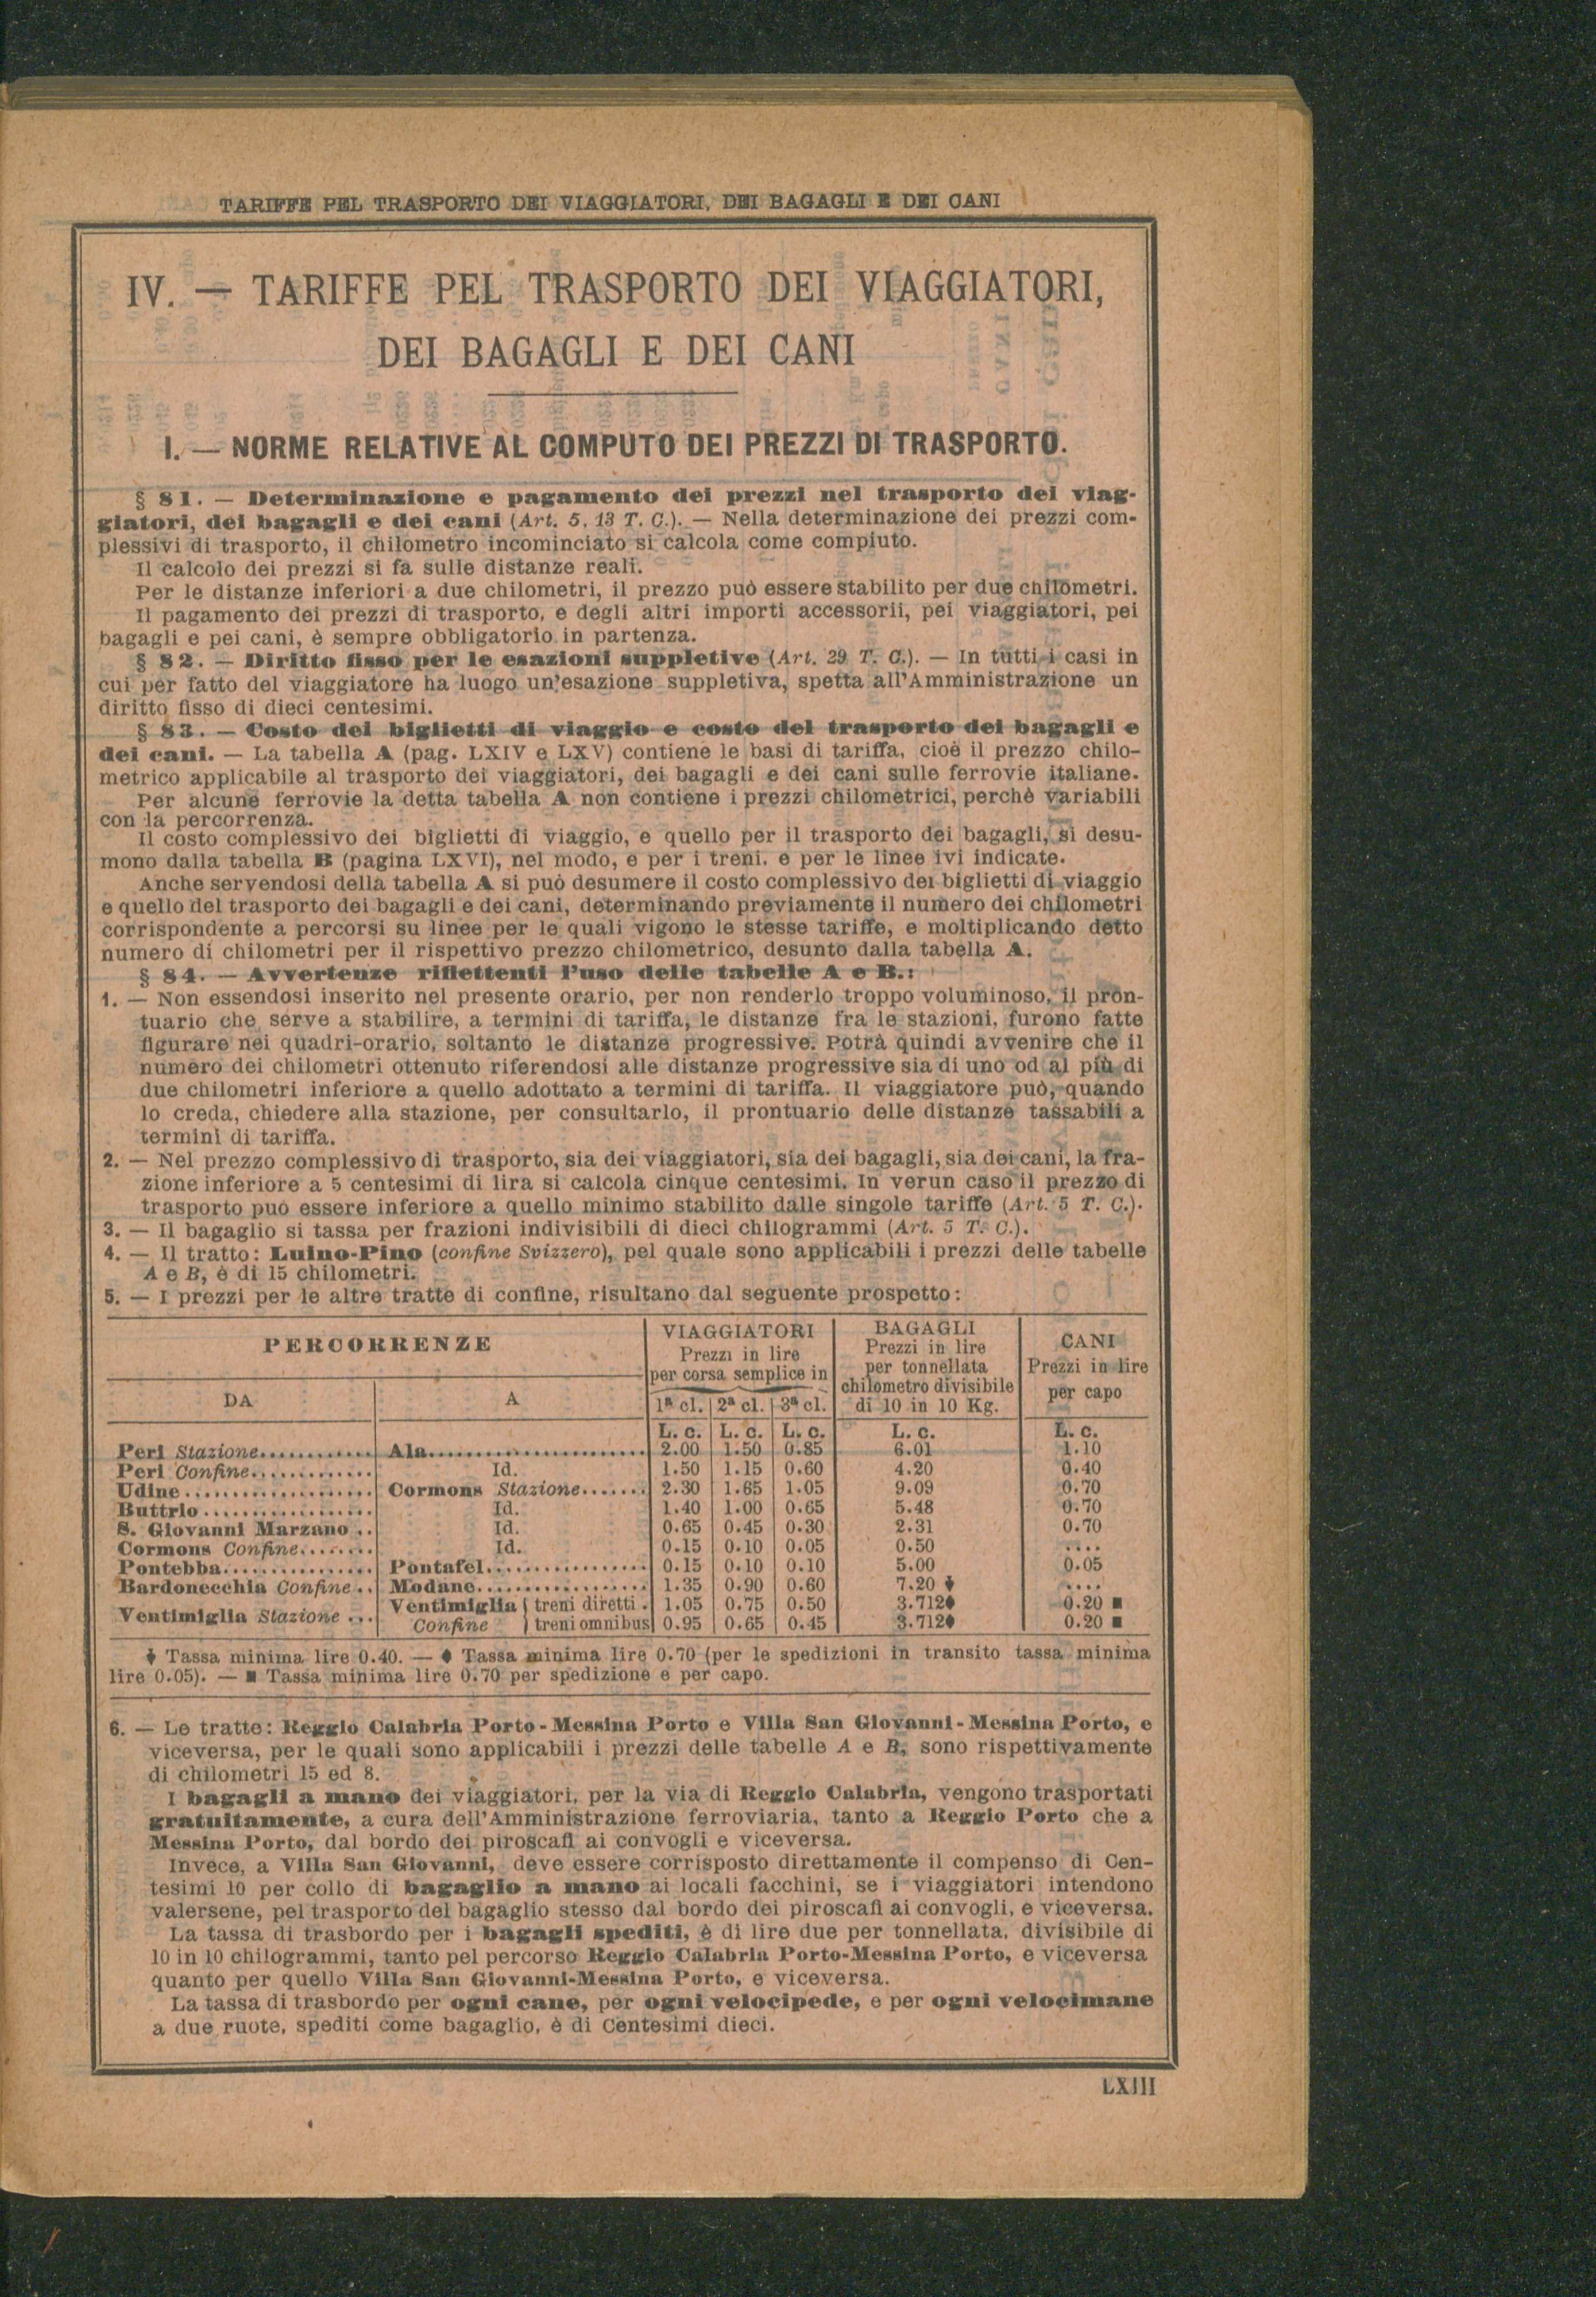 TARIFFE PEL TRASPORTO DEI VIAGGIATORI, DEI BAGAGLI E DEI CANI
IV. — TARIFFE PEL TRASPORTO DEI VIAGGIATORI,
DEI BAGAGLI E DEI CANI
I. — NORME RELATIVE AL COMPUTO DEI PREZZI DI TRASPORTO.
§ 81. — Determinazione e pagamento dei prezzi nel trasporto dei viag-
giatori, dei bagagli e dei cani (Art. 5, 13 T. C.). — Nella determinazione dei prezzi com-
plessivi di trasporto, il chilometro incominciato si calcola come compiuto.
Il calcolo dei prezzi si fa sulle distanze reali.
Per le distanze inferiori a due chilometri, il prezzo può essere stabilito per due chilometri.
Il pagamento dei prezzi di trasporto, e degli altri importi accessorii, pei viaggiatori, pei
bagagli e pei cani, è sempre obbligatorio in partenza.
§ 82. — Diritto fisso per le esazioni suppletive (Art. 29 T. C.). — In tutti i casi in
cui per fatto del viaggiatore ha luogo un'esazione suppletiva, spetta all'Amministrazione un
diritto fisso di dieci centesimi.
§ 83. — Costo dei biglietti di viaggio e costo del trasporto dei bagagli e
dei cani. — La tabella A (pag. LXIV e LXV) contiene le basi di tariffa, cioè il prezzo chilo-
metrico applicabile al trasporto dei viaggiatori, dei bagagli e dei cani sulle ferrovie italiane.
Per alcune ferrovie la detta tabella A non contiene i prezzi chilometrici, perchè variabili
con la percorrenza.
Il costo complessivo dei biglietti di viaggio, e quello per il trasporto dei bagagli, si desu-
mono dalla tabella B (pagina LXVI), nel modo, e per i treni, e per le linee ivi indicate.
Anche servendosi della tabella A si può desumere il costo complessivo dei biglietti di viaggio
e quello del trasporto dei bagagli e dei cani, determinando previamente il numero dei chilometri
corrispondente a percorsi su linee per le quali vigono le stesse tariffe, e moltiplicando detto
numero di chilometri per il rispettivo prezzo chilometrico, desunto dalla tabella A.
§ 84. — Avvertenze riflettenti l'uso delle tabelle A e B.:
1. — Non essendosi inserito nel presente orario, per non renderlo troppo voluminoso, il pron-
tuario che serve a stabilire, a termini di tariffa, le distanze fra le stazioni, furono fatte
figurare nei quadri-orario, soltanto le distanze progressive. Potrà quindi avvenire che il
numero dei chilometri ottenuto riferendosi alle distanze progressive sia di uno od al più di
due chilometri inferiore a quello adottato a termini di tariffa. Il viaggiatore può, quando
lo creda, chiedere alla stazione, per consultarlo, il prontuario delle distanze tassabili a
termini di tariffa.
2. — Nel prezzo complessivo di trasporto, sia dei viaggiatori, sia dei bagagli, sia dei cani, la fra-
zione inferiore a 5 centesimi di lira si calcola cinque centesimi. In verun caso il prezzo di
trasporto può essere inferiore a quello minimo stabilito dalle singole tariffe (Art. 5 T. C.).
3. — Il bagaglio si tassa per frazioni indivisibili di dieci chilogrammi (Art. 5 T. C.).
4. — Il tratto: Luino-Pino (confine Svizzero), pel quale sono applicabili i prezzi delle tabelle
A e B, è di 15 chilometri.
5. — I prezzi per le altre tratte di confine, risultano dal seguente prospetto:
PERCORRENZE | VIAGGIATORI Prezzi in lire per corsa semplice in | BAGAGLI Prezzi in lire per tonnellata chilometro divisibile di 10 in 10 Kg. | CANI Prezzi in lire per capo
DA | A | 1ª cl. | 2ª cl. | 3ª cl.
L. c. | L. c. | L. c. | L. c. | L. c.
Peri Stazione............ | Ala...................... | 2.00 | 1.50 | 0.85 | 6.01 | 1.10
Peri Confine............. | Id. | 1.50 | 1.15 | 0.60 | 4.20 | 0.40
Udine.................... | Cormons Stazione....... | 2.30 | 1.65 | 1.05 | 9.09 | 0.70
Buttrio.................. | Id. | 1.40 | 1.00 | 0.65 | 5.48 | 0.70
S. Giovanni Marzano .. | Id. | 0.65 | 0.45 | 0.30 | 2.31 | 0.70
Cormons Confine........ | Id. | 0.15 | 0.10 | 0.05 | 0.50 | ....
Pontebba................ | Pontafel................ | 0.15 | 0.10 | 0.10 | 5.00 | 0.05
Bardonecchia Confine .. | Modane.................. | 1.35 | 0.90 | 0.60 | 7.20 ⧫ | ....
Ventimiglia Stazione ... | Ventimiglia Confine { treni diretti . | 1.05 | 0.75 | 0.50 | 3.712♦ | 0.20 ■
treni omnibus | 0.95 | 0.65 | 0.45 | 3.712♦ | 0.20 ■
⧫ Tassa minima lire 0.40. — ♦ Tassa minima lire 0.70 (per le spedizioni in transito tassa minima
lire 0.05). — ■ Tassa minima lire 0.70 per spedizione e per capo.
6. — Le tratte: Reggio Calabria Porto - Messina Porto e Villa San Giovanni - Messina Porto, e
viceversa, per le quali sono applicabili i prezzi delle tabelle A e B, sono rispettivamente
di chilometri 15 ed 8.
I bagagli a mano dei viaggiatori, per la via di Reggio Calabria, vengono trasportati
gratuitamente, a cura dell'Amministrazione ferroviaria, tanto a Reggio Porto che a
Messina Porto, dal bordo dei piroscafi ai convogli e viceversa.
Invece, a Villa San Giovanni, deve essere corrisposto direttamente il compenso di Cen-
tesimi 10 per collo di bagaglio a mano ai locali facchini, se i viaggiatori intendono
valersene, pel trasporto del bagaglio stesso dal bordo dei piroscafi ai convogli, e viceversa.
La tassa di trasbordo per i bagagli spediti, è di lire due per tonnellata, divisibile di
10 in 10 chilogrammi, tanto pel percorso Reggio Calabria Porto-Messina Porto, e viceversa
quanto per quello Villa San Giovanni-Messina Porto, e viceversa.
La tassa di trasbordo per ogni cane, per ogni velocipede, e per ogni velocimane
a due ruote, spediti come bagaglio, è di Centesimi dieci.
LXIII